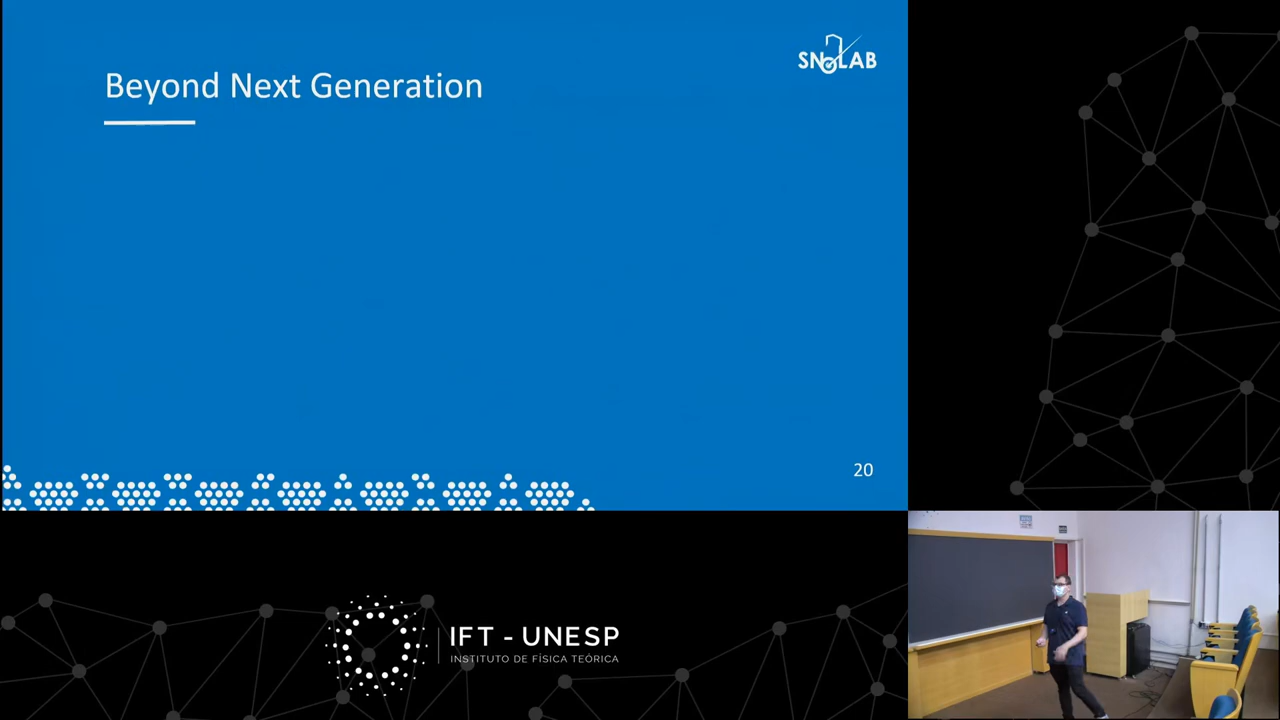 Beyond Next Generation
SNOLAB
20
IFT - UNESP
INSTITUTO DE FÍSICA TEÓRICA